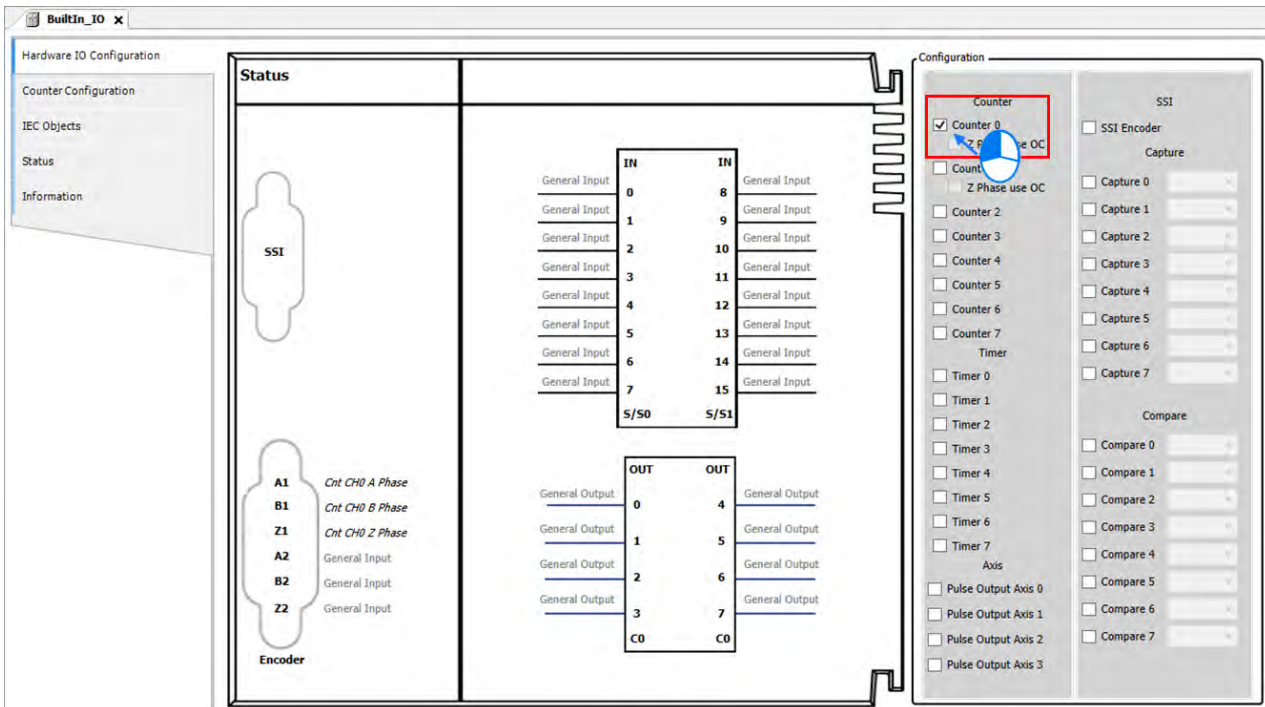 BuiltIn_IO x
Hardware IO Configuration
Counter Configuration
IEC Objects
Status
Information
Status
SSI
A1 Cnt CH0 A Phase
B1 Cnt CH0 B Phase
Z1 Cnt CH0 Z Phase
A2 General Input
B2 General Input
Z2 General Input
Encoder
IN IN
General Input 0 8 General Input
General Input 1 9 General Input
General Input 2 10 General Input
General Input 3 11 General Input
General Input 4 12 General Input
General Input 5 13 General Input
General Input 6 14 General Input
General Input 7 15 General Input
S/S0 S/S1
OUT OUT
General Output 0 4 General Output
General Output 1 5 General Output
General Output 2 6 General Output
General Output 3 7 General Output
C0 C0
Configuration
Counter
Counter 0
Z OC
Z Phase use OC
Counter 2
Counter 3
Counter 4
Counter 5
Counter 6
Counter 7
Timer
Timer 0
Timer 1
Timer 2
Timer 3
Timer 4
Timer 5
Timer 6
Timer 7
Axis
Pulse Output Axis 0
Pulse Output Axis 1
Pulse Output Axis 2
Pulse Output Axis 3
SSI
SSI Encoder
Capture
Capture 0
Capture 1
Capture 2
Capture 3
Capture 4
Capture 5
Capture 6
Capture 7
Compare
Compare 0
Compare 1
Compare 2
Compare 3
Compare 4
Compare 5
Compare 6
Compare 7